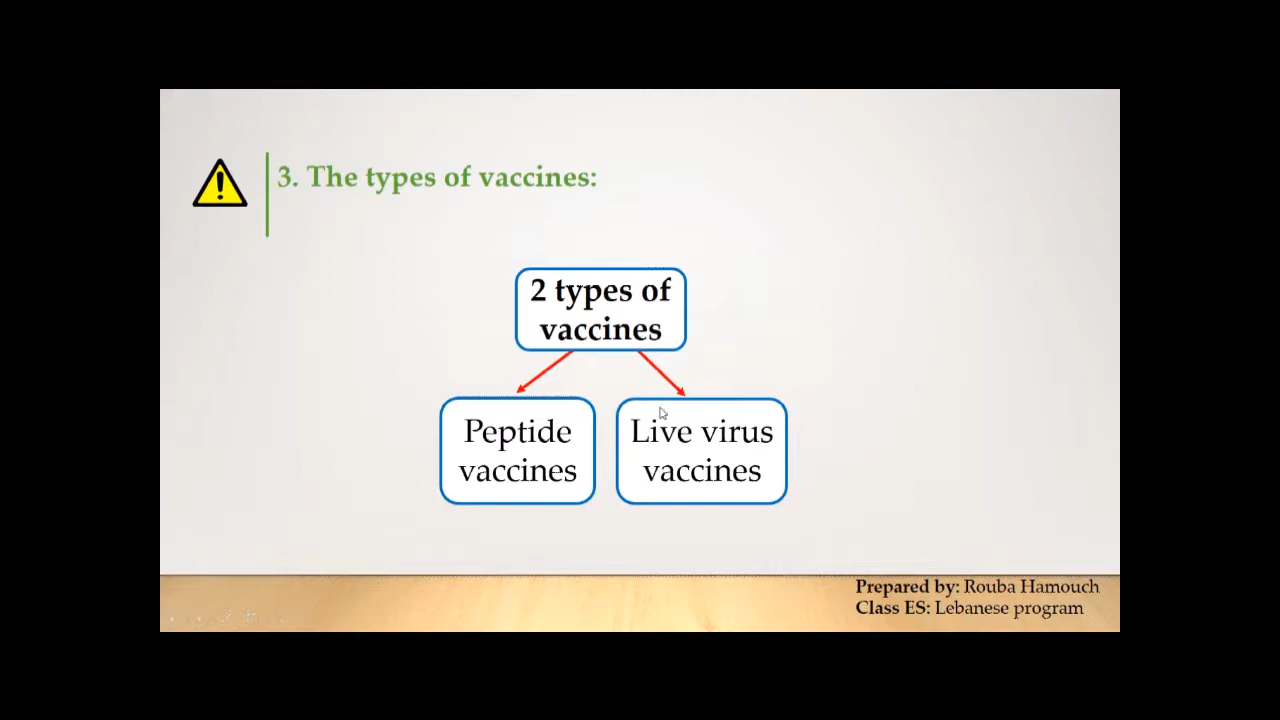 3. The types of vaccines:
2 types of
vaccines
Peptide
vaccines
Live virus
vaccines
Prepared by: Rouba Hamouch
Class ES: Lebanese program